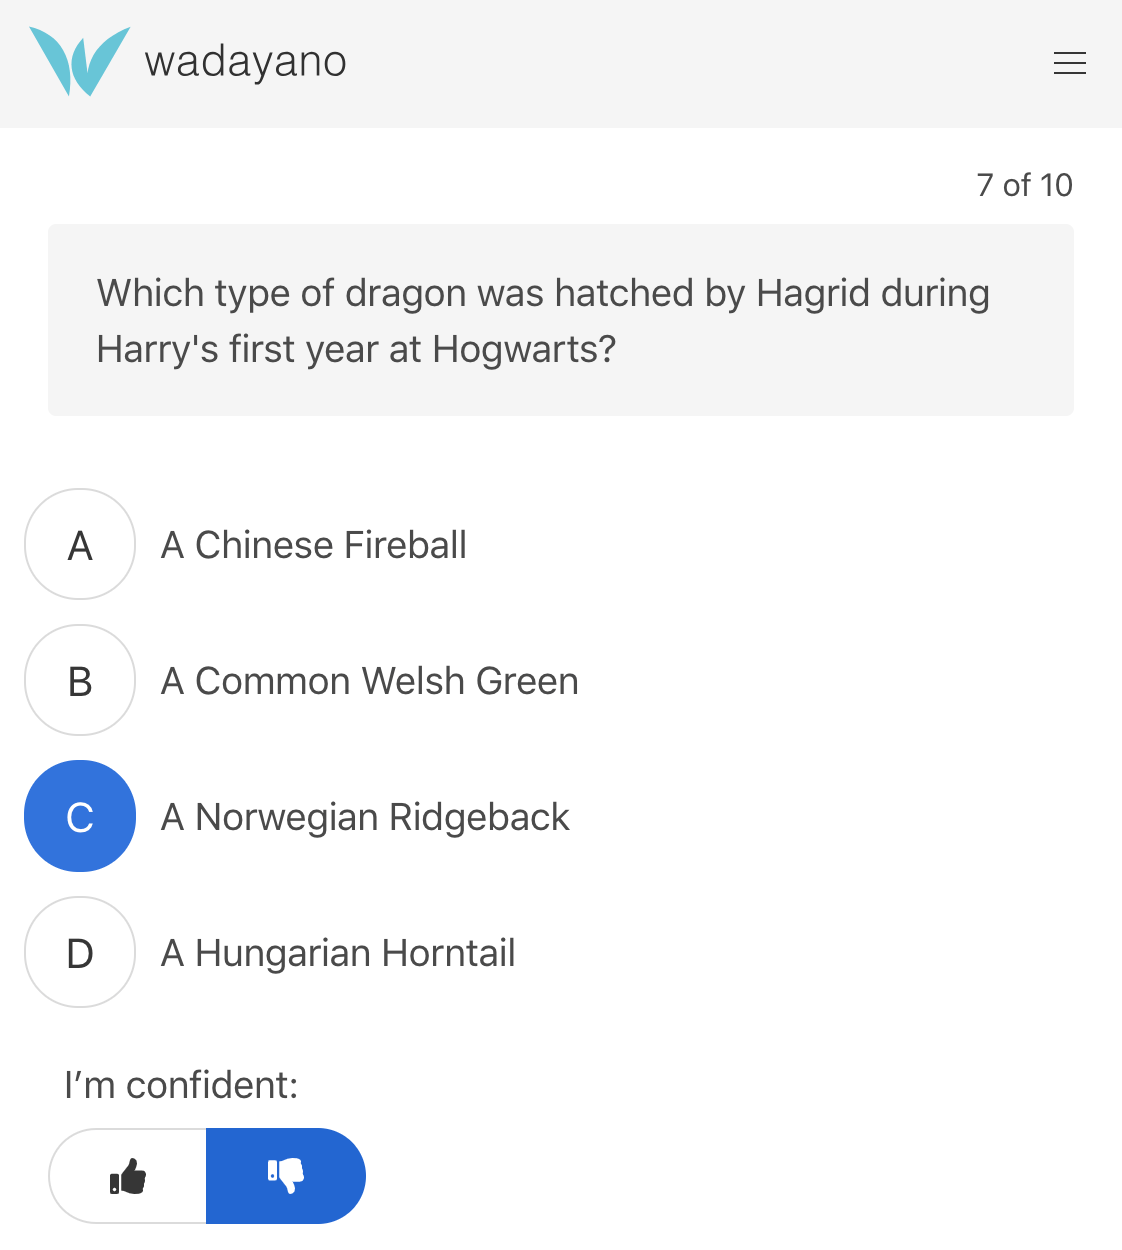 wadayano
7 of 10
Which type of dragon was hatched by Hagrid during
Harry's first year at Hogwarts?
A A Chinese Fireball
B A Common Welsh Green
C A Norwegian Ridgeback
D A Hungarian Horntail
I’m confident: